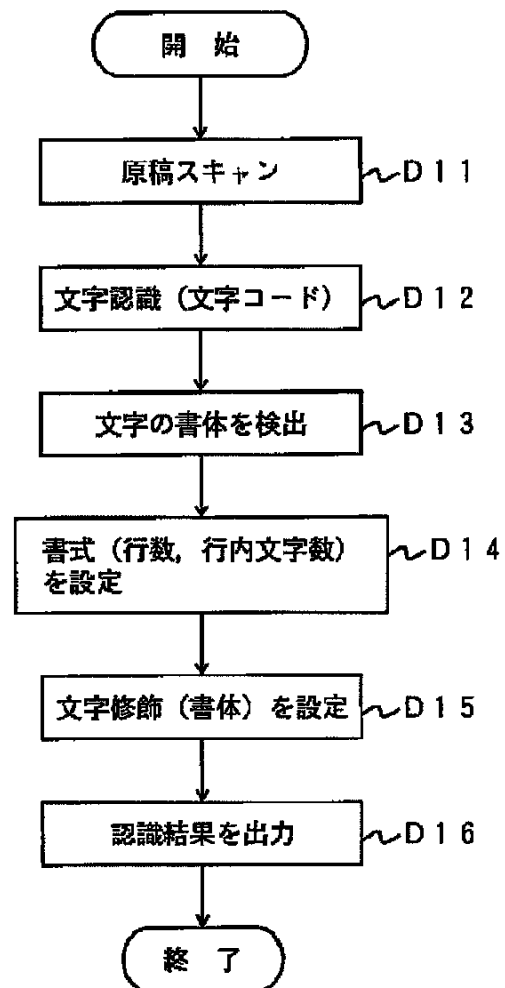 開　始
原稿スキャン　D11
文字認識（文字コード）　D12
文字の書体を検出　D13
書式（行数，行内文字数）　D14
を設定
文字修飾（書体）を設定　D15
認識結果を出力　D16
終　了